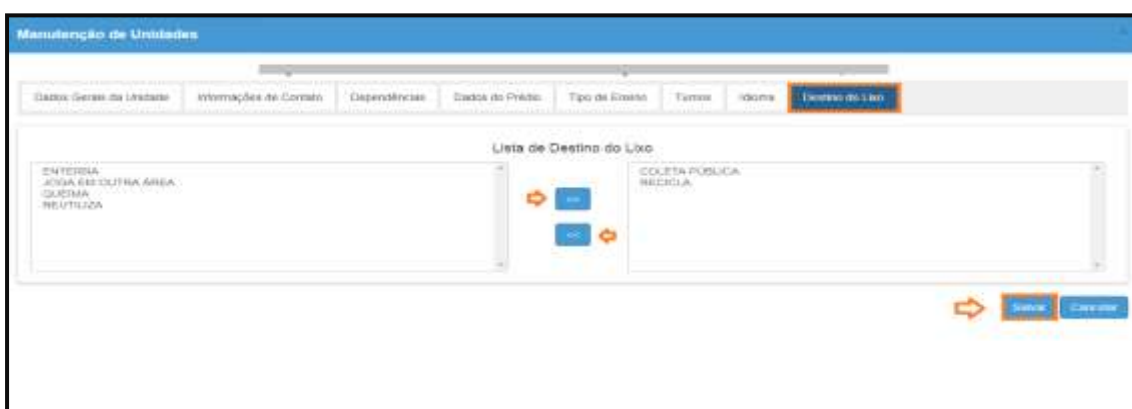 Manutenção de Unidades
Dados Gerais da Unidade Informações de Contato Dependências Dados do Prédio Tipo de Ensino Turnos Idioma Destino do Lixo
Lista de Destino do Lixo
ENTERRA
JOGA EM OUTRA ÁREA
QUEIMA
REUTILIZA
COLETA PÚBLICA
RECICLA
<<
Salvar Cancelar